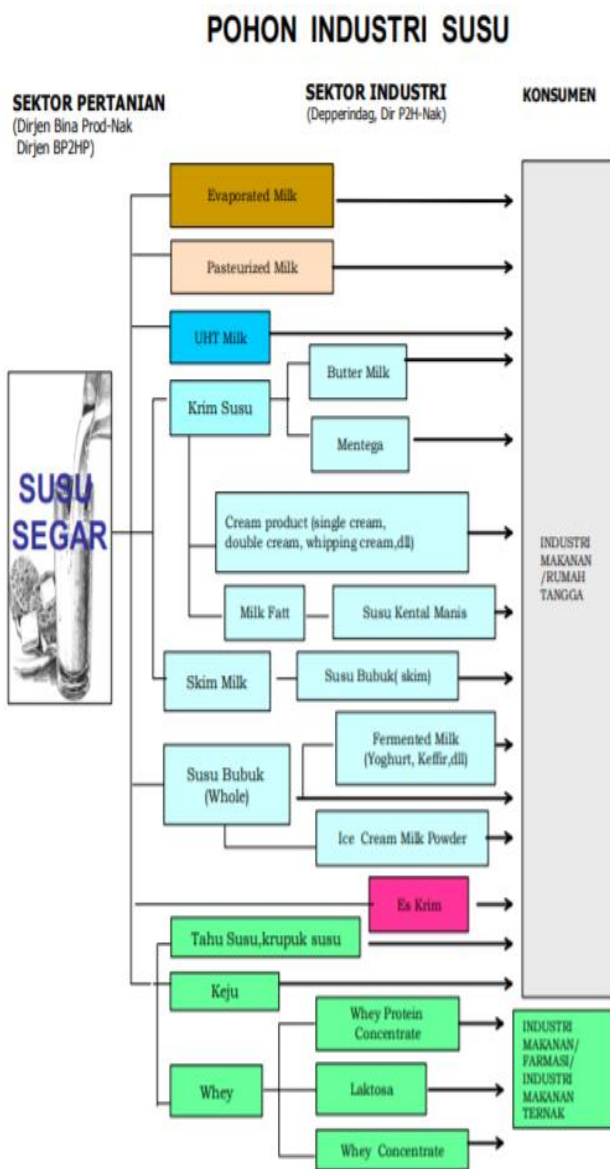 POHON INDUSTRI SUSU
SEKTOR PERTANIAN
(Dirjen Bina Prod-Nak
Dirjen BP2HP)
SEKTOR INDUSTRI
(Depperindag, Dir P2H-Nak)
KONSUMEN
SUSU
SEGAR
Evaporated Milk
Pasteurized Milk
UHT Milk
Krim Susu
Butter Milk
Mentega
Cream product (single cream,
double cream, whipping cream,dll)
Milk Fatt
Susu Kental Manis
Skim Milk
Susu Bubuk( skim)
Susu Bubuk
(Whole)
Fermented Milk
(Yoghurt, Keffir,dll)
Ice Cream Milk Powder
Es Krim
Tahu Susu,krupuk susu
Keju
Whey
Whey Protein
Concentrate
Laktosa
Whey Concentrate
INDUSTRI
MAKANAN
/RUMAH
TANGGA
INDUSTRI
MAKANAN/
FARMASI/
INDUSTRI
MAKANAN
TERNAK